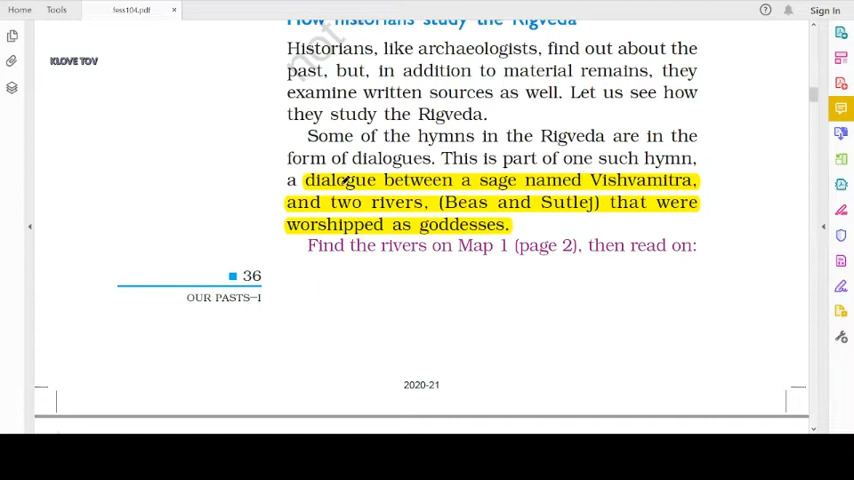 Home Tools fess104.pdf × Sign In
How historians study the Rigveda
not
KLOVE TOV
Historians, like archaeologists, find out about the
past, but, in addition to material remains, they
examine written sources as well. Let us see how
they study the Rigveda.
Some of the hymns in the Rigveda are in the
form of dialogues. This is part of one such hymn,
a dialogue between a sage named Vishvamitra,
and two rivers, (Beas and Sutlej) that were
worshipped as goddesses.
Find the rivers on Map 1 (page 2), then read on:
36
OUR PASTS–I
2020-21